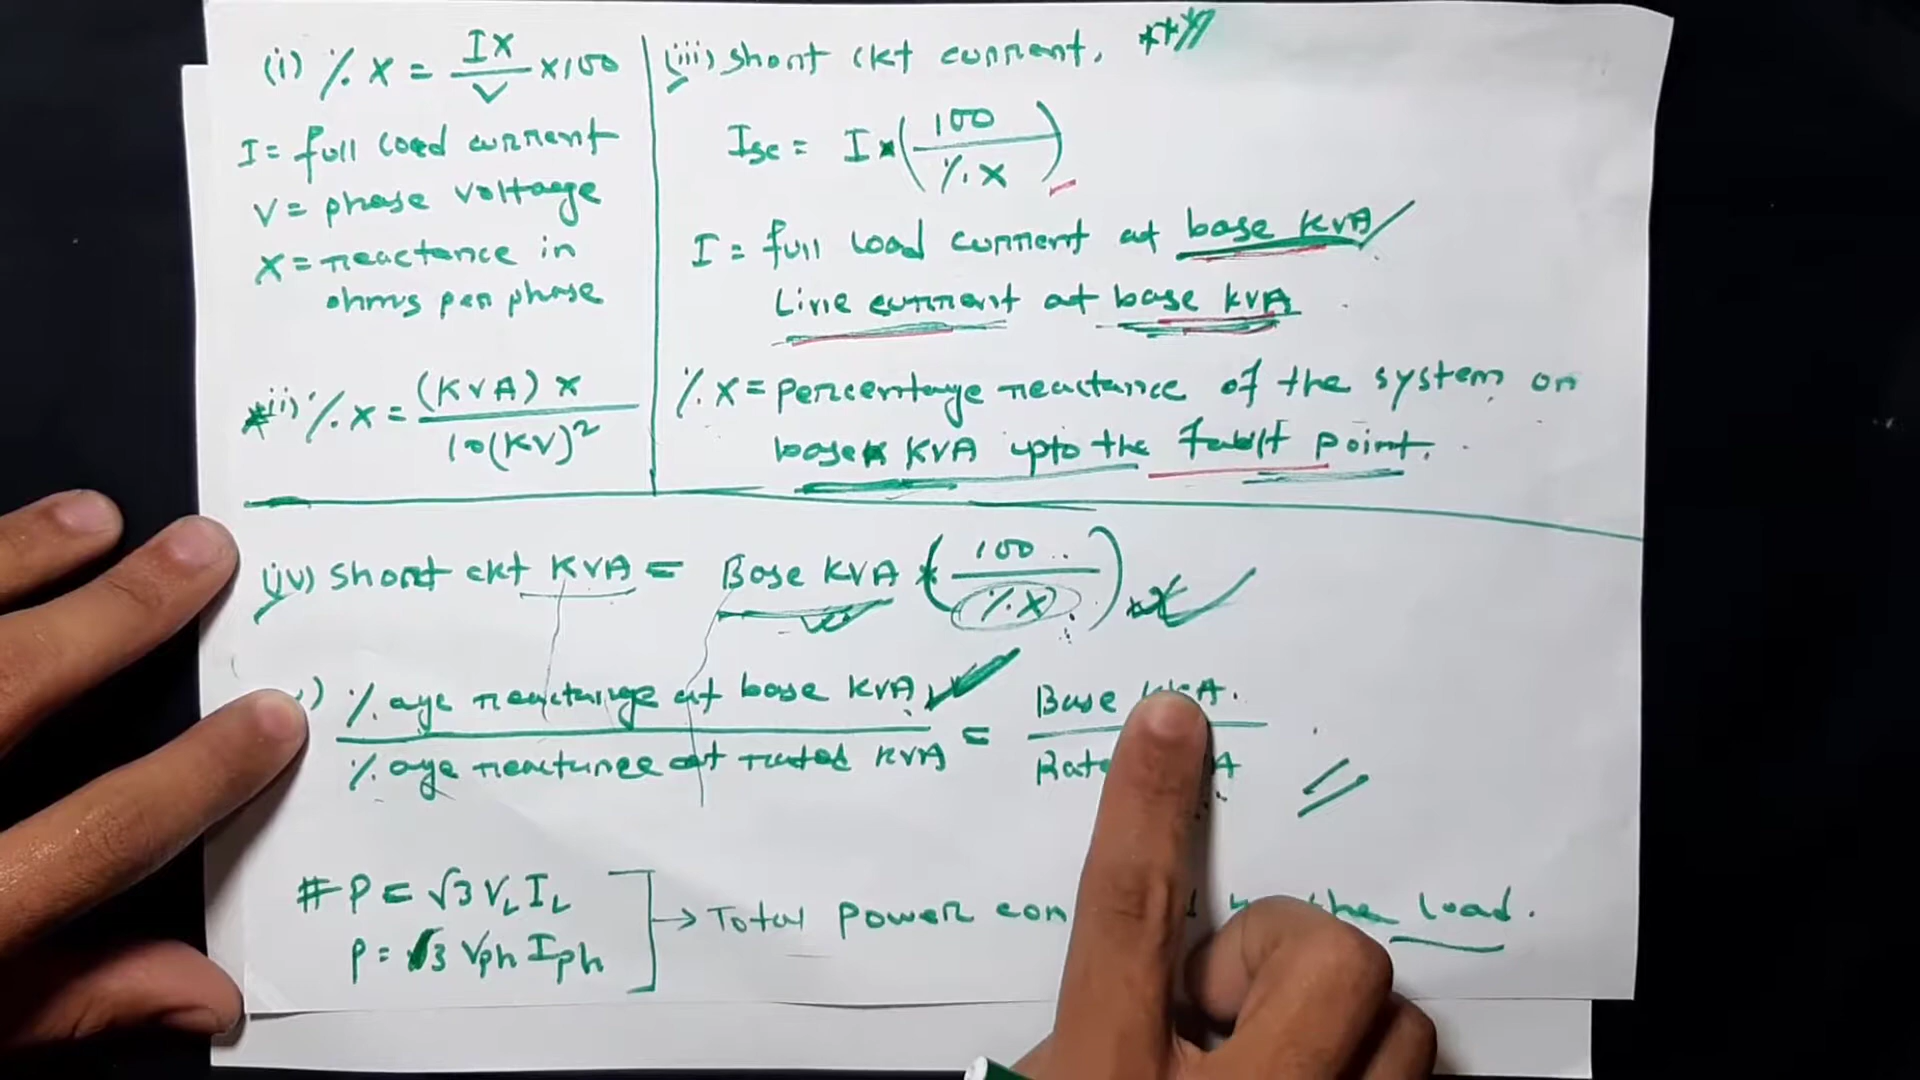 (i) % X = IX/V × 100
I = full load current
V = phase voltage
X = reactance in
ohms per phase
*ii) % X = (KVA) X / 10(KV)²
(iii) Short ckt current. ***
Isc = I × (100 / % X)
I = full load current at base KVA
Line current at base KVA
% X = percentage reactance of the system on
base KVA upto the fault point.
(iv) Short ckt KVA = Base KVA * (100 / % X)
) % age reactange at base KVA / % age reactance at rated KVA = Base KVA. /
# P = √3 VL IL
P = 3 Vph Iph
→ Total power the load.